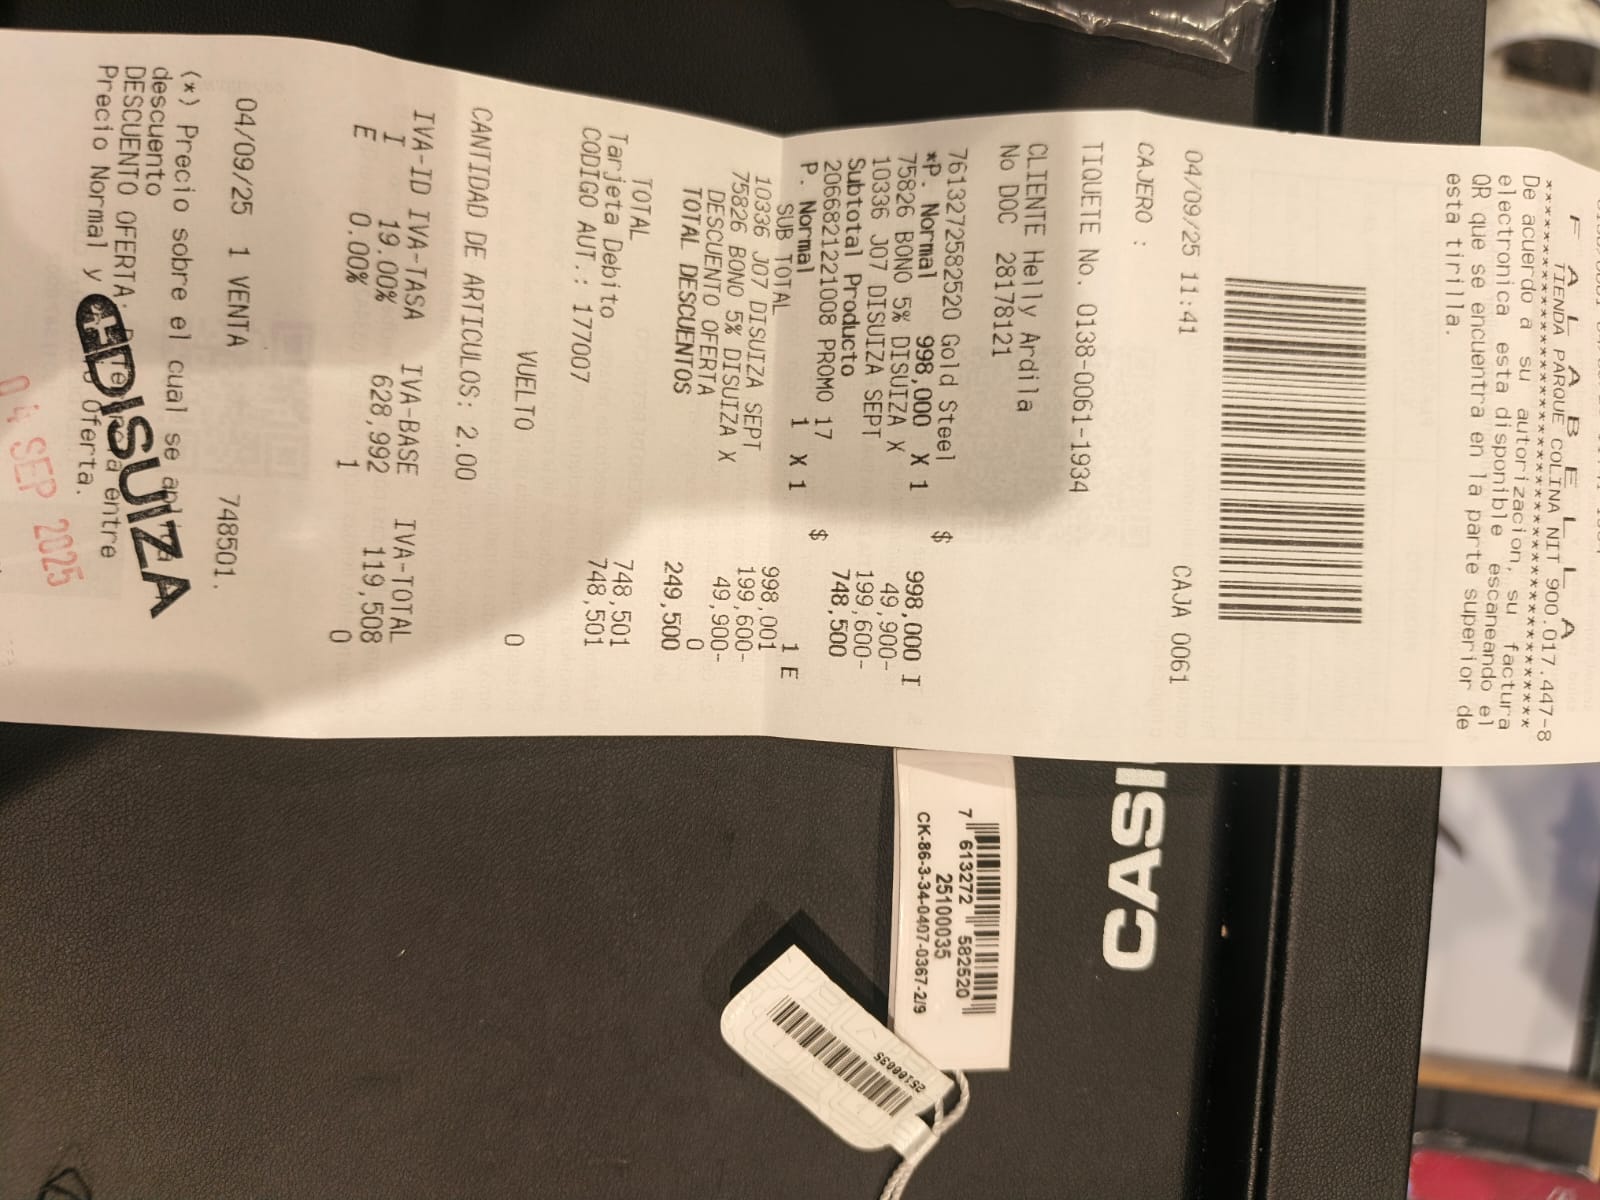 F A L A B E L L A
TIENDA PARQUE COLINA NIT 900.017.447-8
****************************************
De acuerdo a su autorizacion, su factura
electronica esta disponible escaneando el
QR que se encuentra en la parte superior de
esta tirilla.
04/09/25 11:41 CAJA 0061
CAJERO :
TIQUETE No. 0138-0061-1934
CLIENTE Helly Ardila
No DOC 28178121
7613272582520 Gold Steel
*P. Normal 998,000 X 1 $ 998,000 I
75826 BONO 5% DISUIZA X 49,900-
10336 J07 DISUIZA SEPT 199,600-
Subtotal Producto 748,500
2066821221008 PROMO 17
P. Normal 1 X 1 $ 1 E
SUB TOTAL 998,001
10336 J07 DISUIZA SEPT 199,600-
75826 BONO 5% DISUIZA X 49,900-
DESCUENTO OFERTA 0
TOTAL DESCUENTOS 249,500
TOTAL 748,501
Tarjeta Debito 748,501
CODIGO AUT.: 177007
VUELTO 0
CANTIDAD DE ARTICULOS: 2.00
IVA-ID IVA-TASA IVA-BASE IVA-TOTAL
I 19.00% 628,992 119,508
E 0.00% 1 0
04/09/25 1 VENTA 748501.
(*) Precio sobre el cual se
descuento
DESCUENTO OFERTA, entre
Precio Normal y Oferta.
DISUIZA
04 SEP 2025
CASI
7 613272 582520
25100035
CK-86-3-34-0407-0367-2/9
25100035